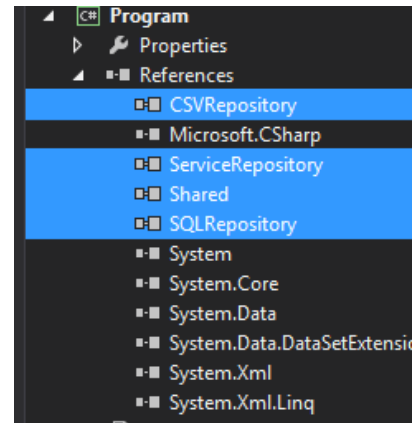 C# Program
Properties
References
CSVRepository
Microsoft.CSharp
ServiceRepository
Shared
SQLRepository
System
System.Core
System.Data
System.Data.DataSetExtensio
System.Xml
System.Xml.Linq